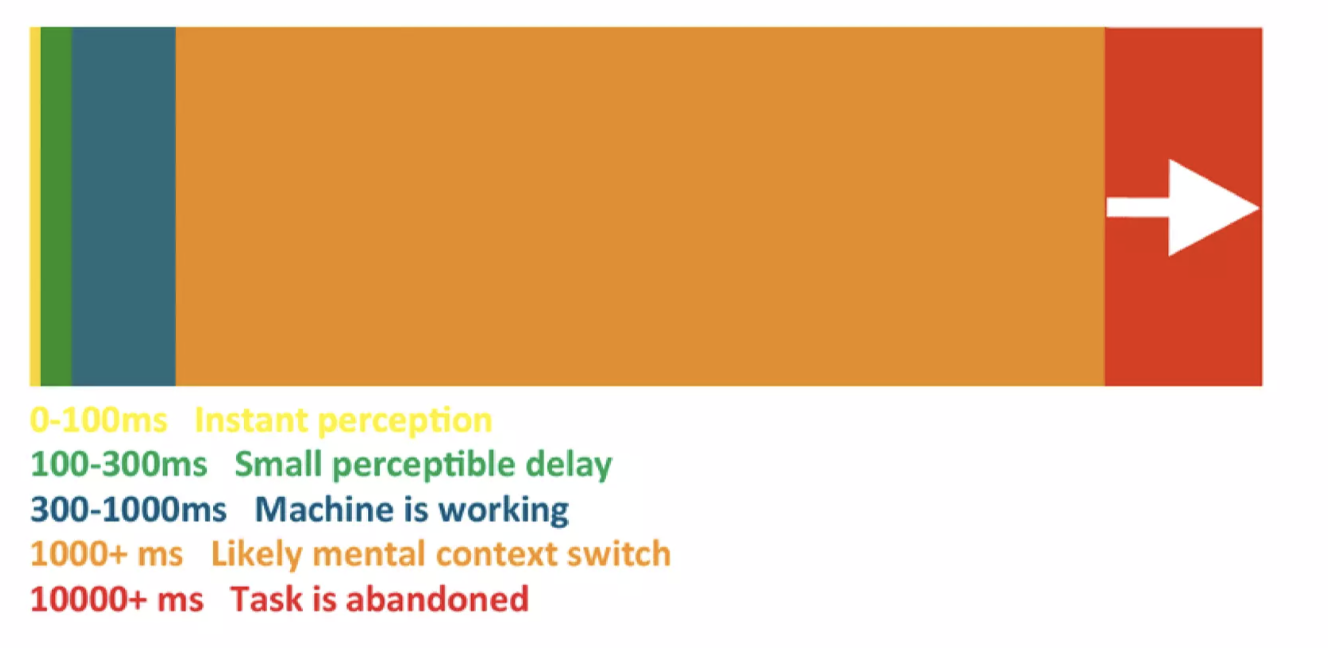 0-100ms Instant perception
100-300ms Small perceptible delay
300-1000ms Machine is working
1000+ ms Likely mental context switch
10000+ ms Task is abandoned